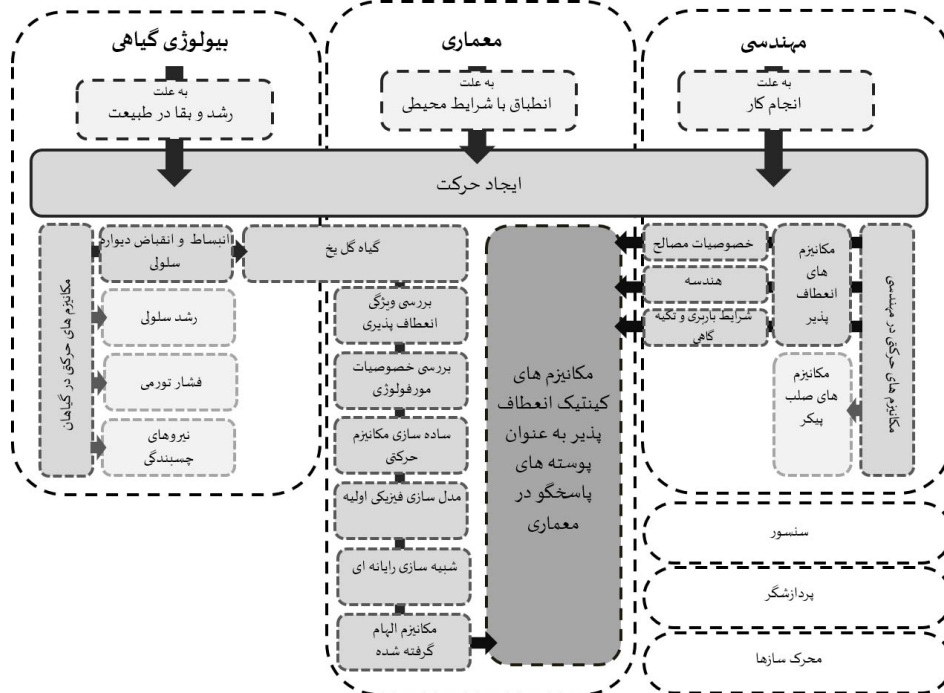 مهندسی
معماری
بیولوژی گیاهی
به علت
انجام کار
به علت
انطباق با شرایط محیطی
به علت
رشد و بقا در طبیعت
ایجاد حرکت
مکانیزم های حرکتی در مهندسی
مکانیزم
های
انعطاف
پذیر
مکانیزم
های صلب
پیکر
خصوصیات مصالح
هندسه
شرایط باربری و تکیه
گاهی
مکانیزم های
کینتیک انعطاف
پذیر به عنوان
پوسته های
پاسخگو در
معماری
گیاه گل یخ
بررسی ویژگی
انعطاف پذیری
بررسی خصوصیات
مورفولوژی
ساده سازی مکانیزم
حرکتی
مدل سازی فیزیکی اولیه
شبیه سازی رایانه ای
مکانیزم الهام
گرفته شده
انبساط و انقباض دیواره
سلولی
رشد سلولی
فشار تورمی
نیروهای
چسبندگی
مکانیزم های حرکتی در گیاهان
سنسور
پردازشگر
محرک سازها